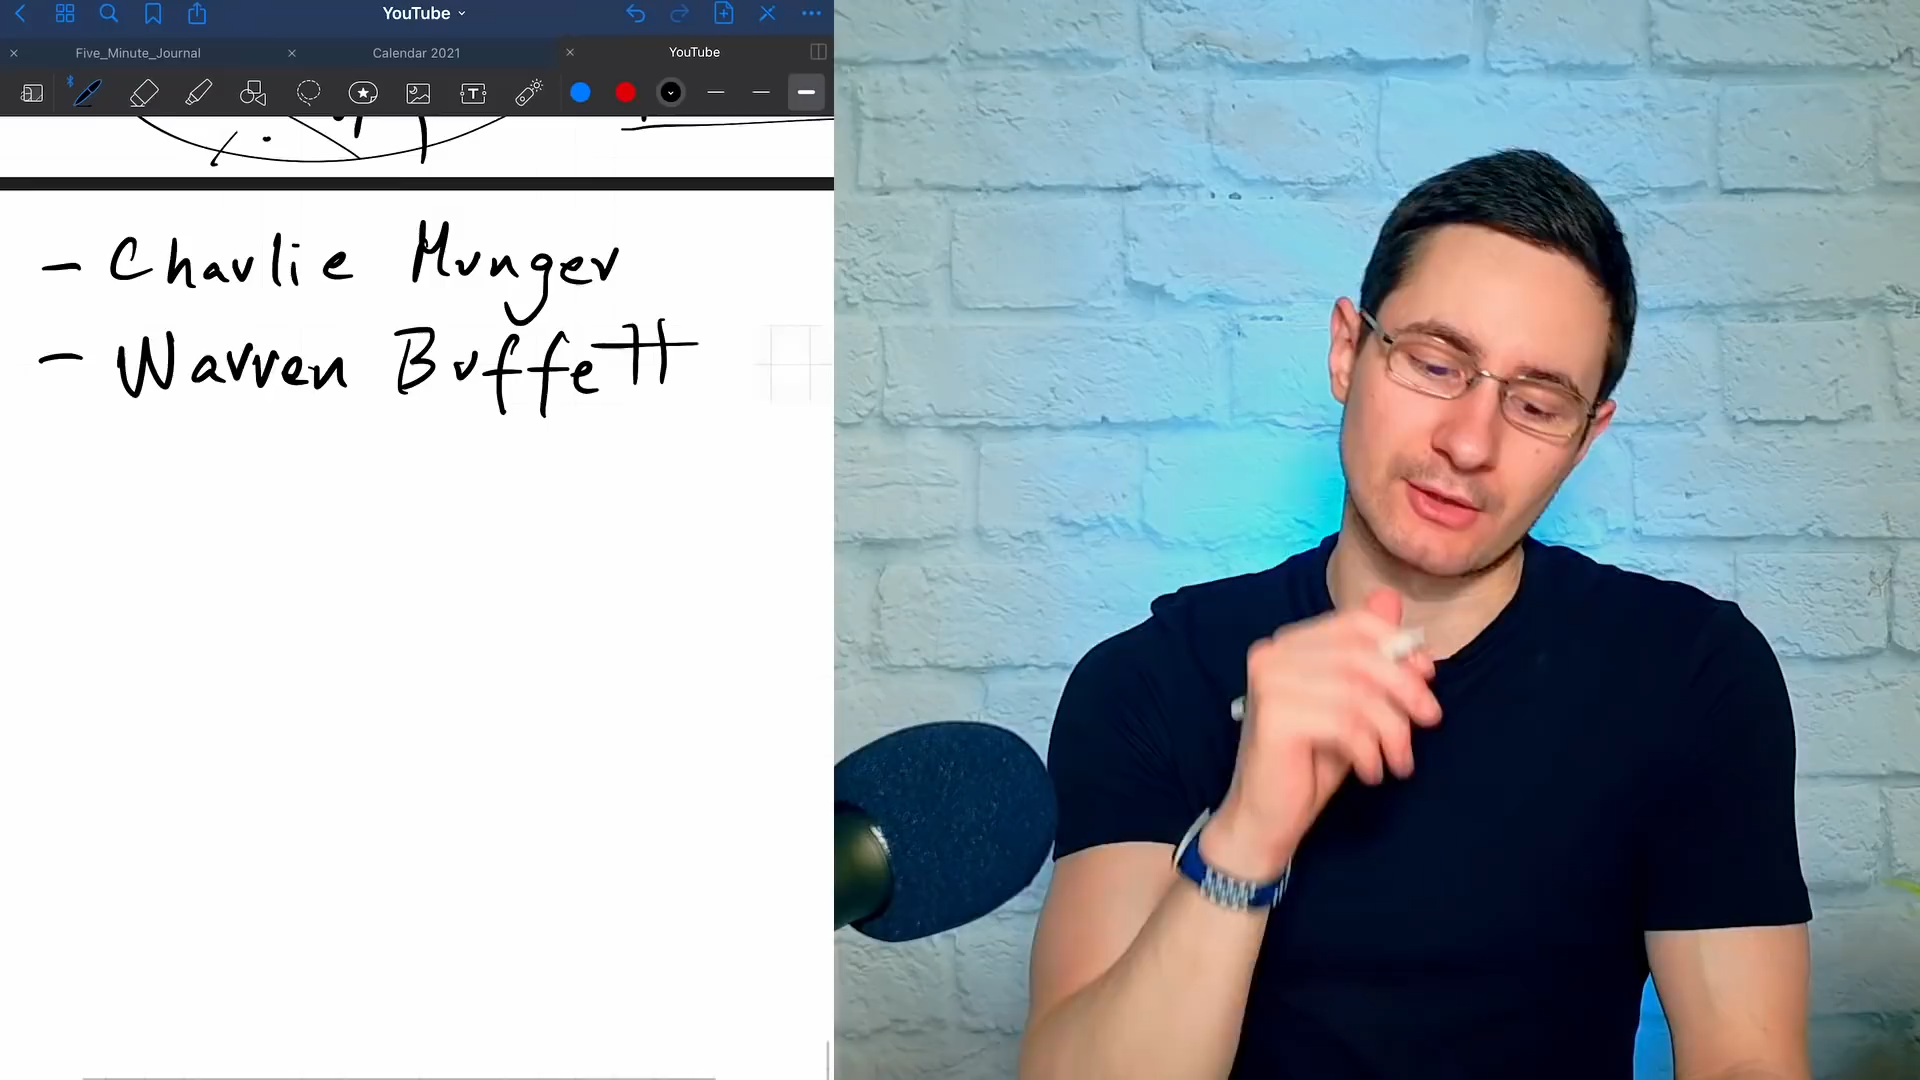 YouTube
Five_Minute_Journal
Calendar 2021
YouTube
- Charlie Munger
- Warren Buffett